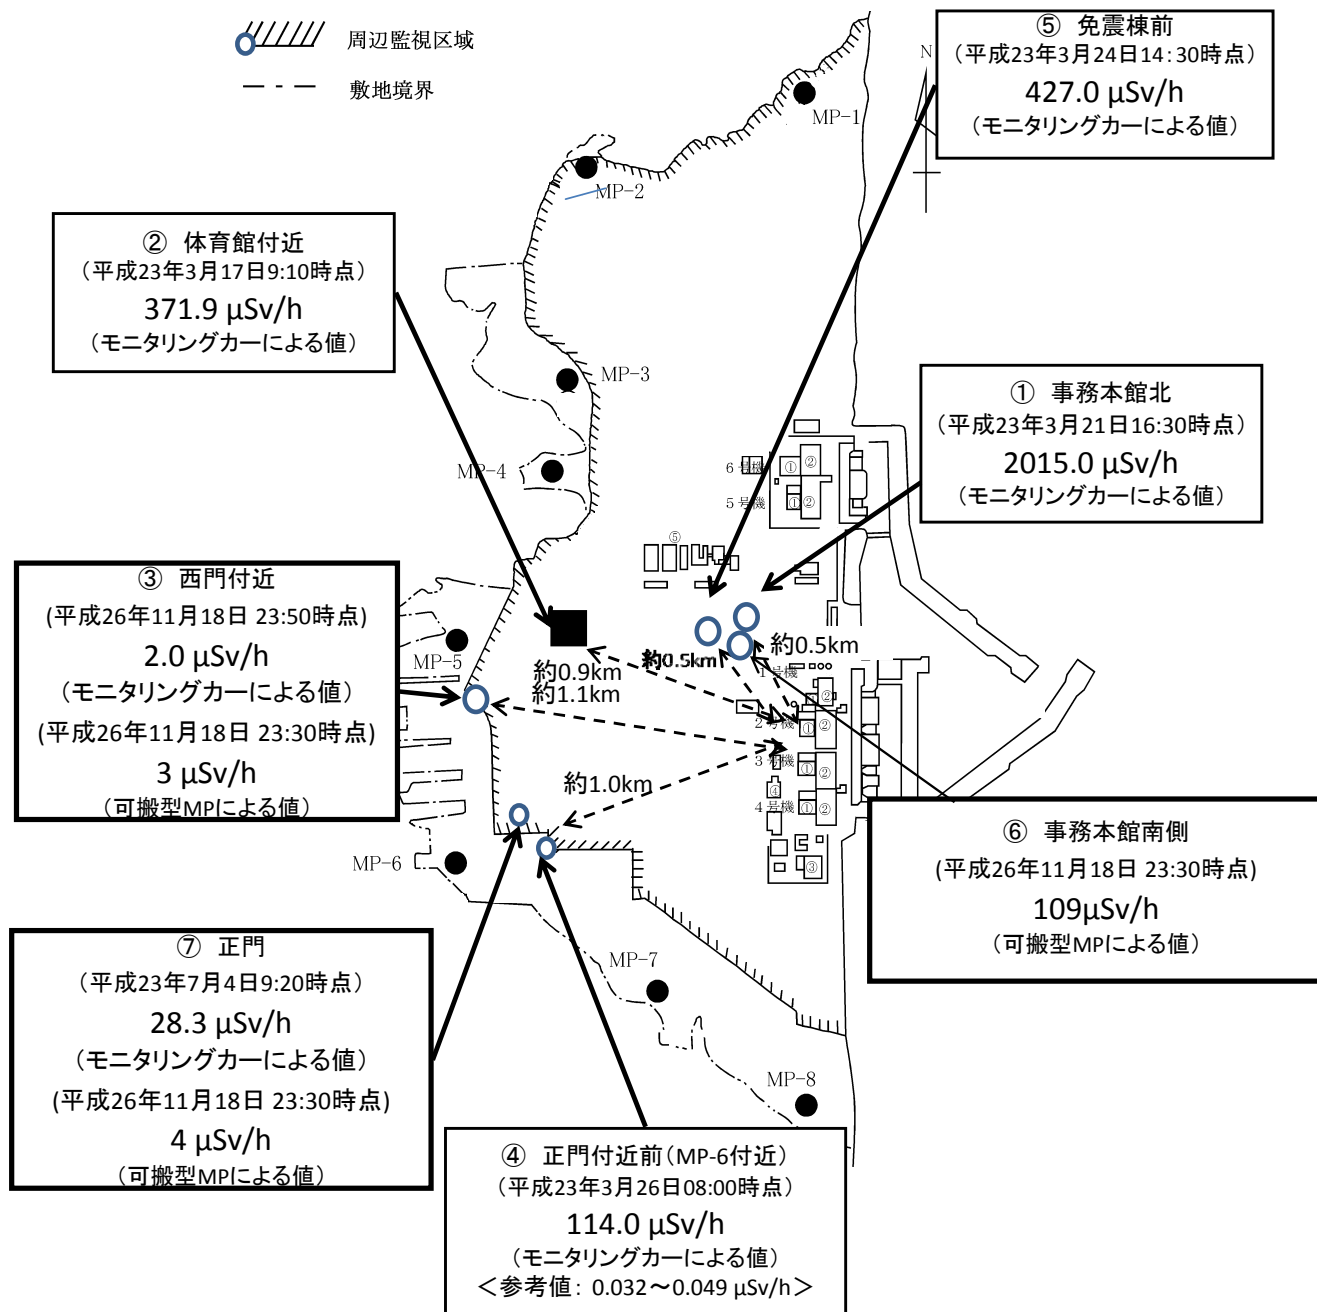 周辺監視区域
敷地境界
N
⑤ 免震棟前
（平成23年3月24日14:30時点）
427.0 μSv/h
（モニタリングカーによる値）
MP-1
MP-2
② 体育館付近
（平成23年3月17日9:10時点）
371.9 μSv/h
（モニタリングカーによる値）
MP-3
① 事務本館北
（平成23年3月21日16:30時点）
2015.0 μSv/h
（モニタリングカーによる値）
MP-4
6号機
① ②
5号機
① ②
⑤
③ 西門付近
(平成26年11月18日 23:50時点)
2.0 μSv/h
（モニタリングカーによる値）
(平成26年11月18日 23:30時点)
3 μSv/h
（可搬型MPによる値）
MP-5
約0.9km
約1.1km
約0.5km
約0.5km
1号機
②
2号機
① ②
3号機
① ②
約1.0km
④
4号機
① ②
③
MP-6
⑥ 事務本館南側
(平成26年11月18日 23:30時点)
109μSv/h
（可搬型MPによる値）
⑦ 正門
（平成23年7月4日9:20時点）
28.3 μSv/h
（モニタリングカーによる値）
(平成26年11月18日 23:30時点)
4 μSv/h
（可搬型MPによる値）
MP-7
MP-8
④ 正門付近前（MP-6付近）
（平成23年3月26日08:00時点）
114.0 μSv/h
（モニタリングカーによる値）
＜参考値： 0.032～0.049 μSv/h＞